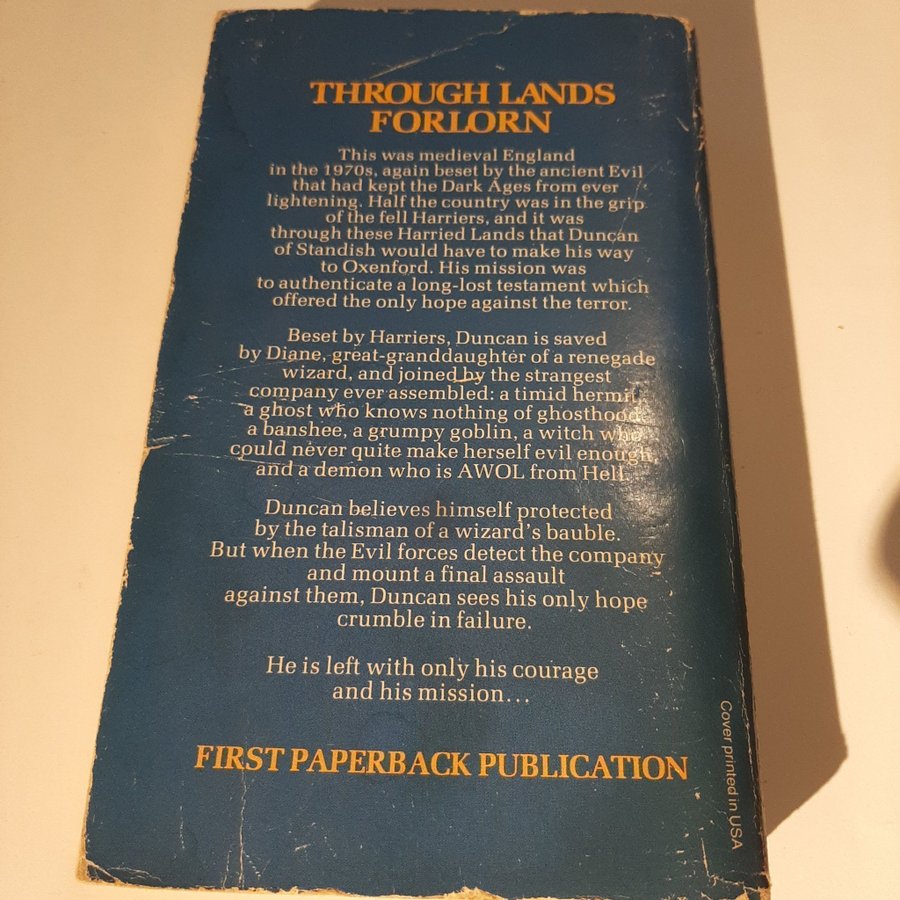 THROUGH LANDS
FORLORN
This was medieval England
in the 1970s, again beset by the ancient Evil
that had kept the Dark Ages from ever
lightening. Half the country was in the grip
of the fell Harriers, and it was
through these Harried Lands that Duncan
of Standish would have to make his way
to Oxenford. His mission was
to authenticate a long-lost testament which
offered the only hope against the terror.
Beset by Harriers, Duncan is saved
by Diane, great-granddaughter of a renegade
wizard, and joined by the strangest
company ever assembled: a timid hermit,
a ghost who knows nothing of ghosthood,
a banshee, a grumpy goblin, a witch who
could never quite make herself evil enough,
and a demon who is AWOL from Hell.
Duncan believes himself protected
by the talisman of a wizard's bauble.
But when the Evil forces detect the company
and mount a final assault
against them, Duncan sees his only hope
crumble in failure.
He is left with only his courage
and his mission...
FIRST PAPERBACK PUBLICATION
Cover printed in USA